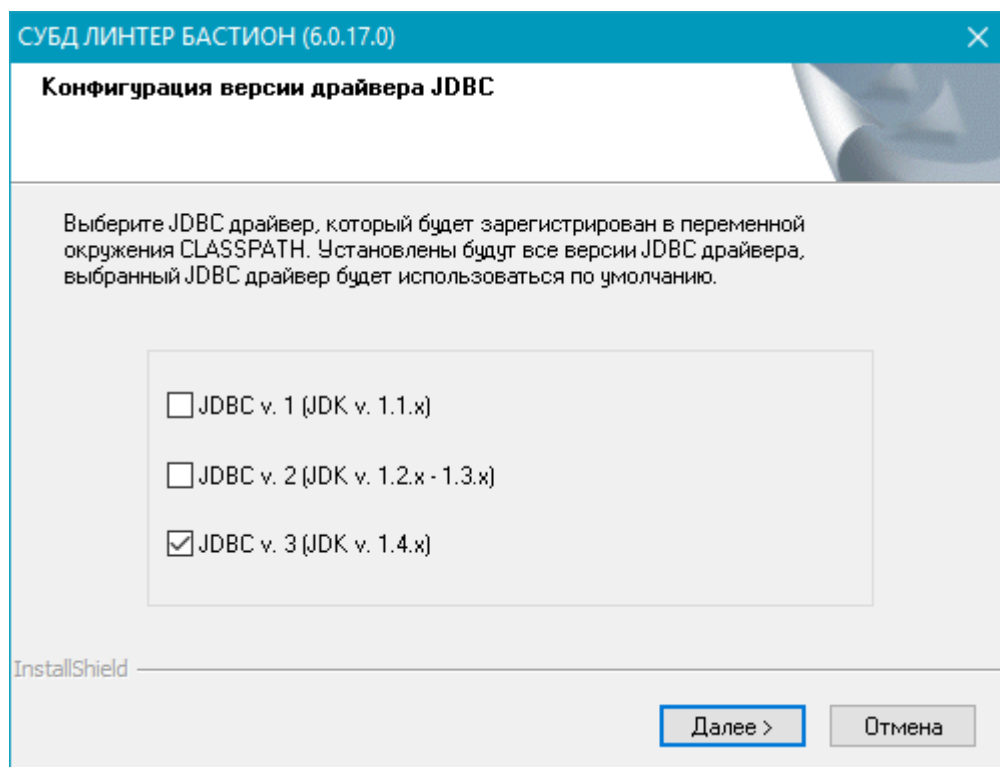 СУБД ЛИНТЕР БАСТИОН (6.0.17.0)
Конфигурация версии драйвера JDBC
Выберите JDBC драйвер, который будет зарегистрирован в переменной
окружения CLASSPATH. Установлены будут все версии JDBC драйвера,
выбранный JDBC драйвер будет использоваться по умолчанию.
JDBC v. 1 (JDK v. 1.1.x)
JDBC v. 2 (JDK v. 1.2.x - 1.3.x)
JDBC v. 3 (JDK v. 1.4.x)
InstallShield
Далее >
Отмена